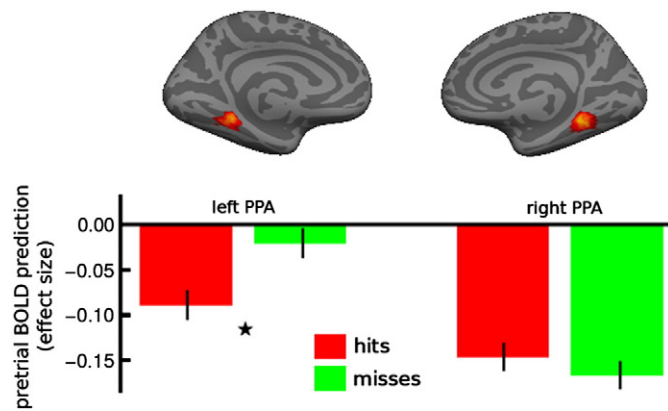 left PPA
right PPA
0.00
−0.05
−0.10
−0.15
pretrial BOLD prediction
(effect size)
★
hits
misses